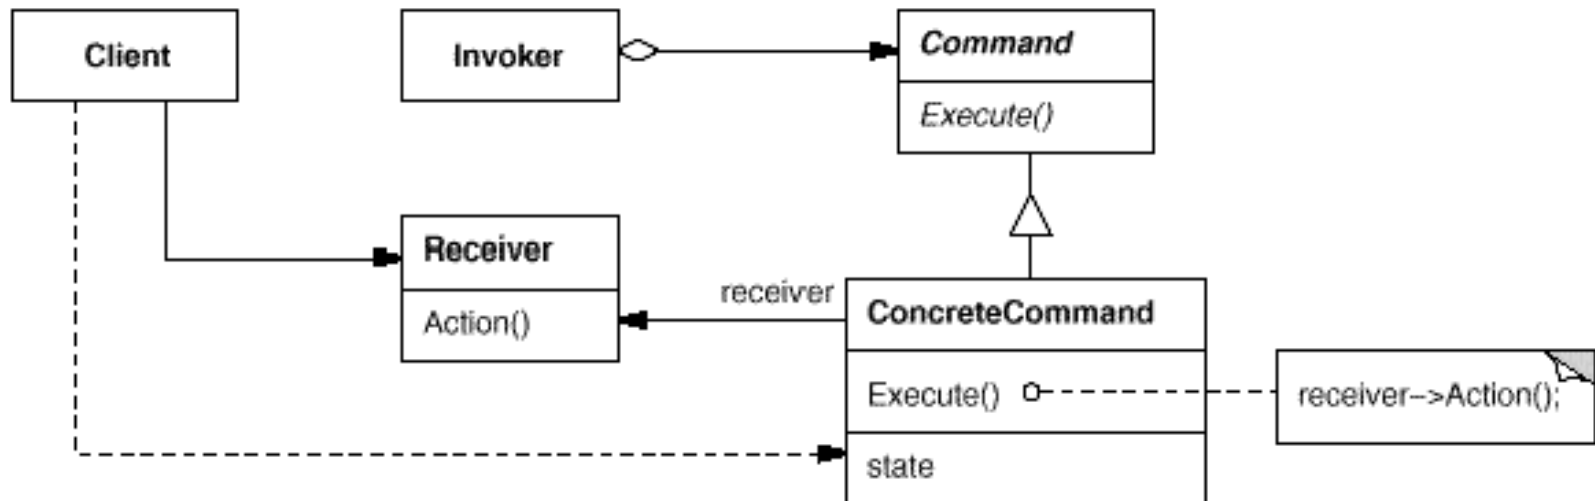 Client
Invoker
Command
Execute()
Receiver
Action()
receiver
ConcreteCommand
Execute()
receiver−>Action();
state